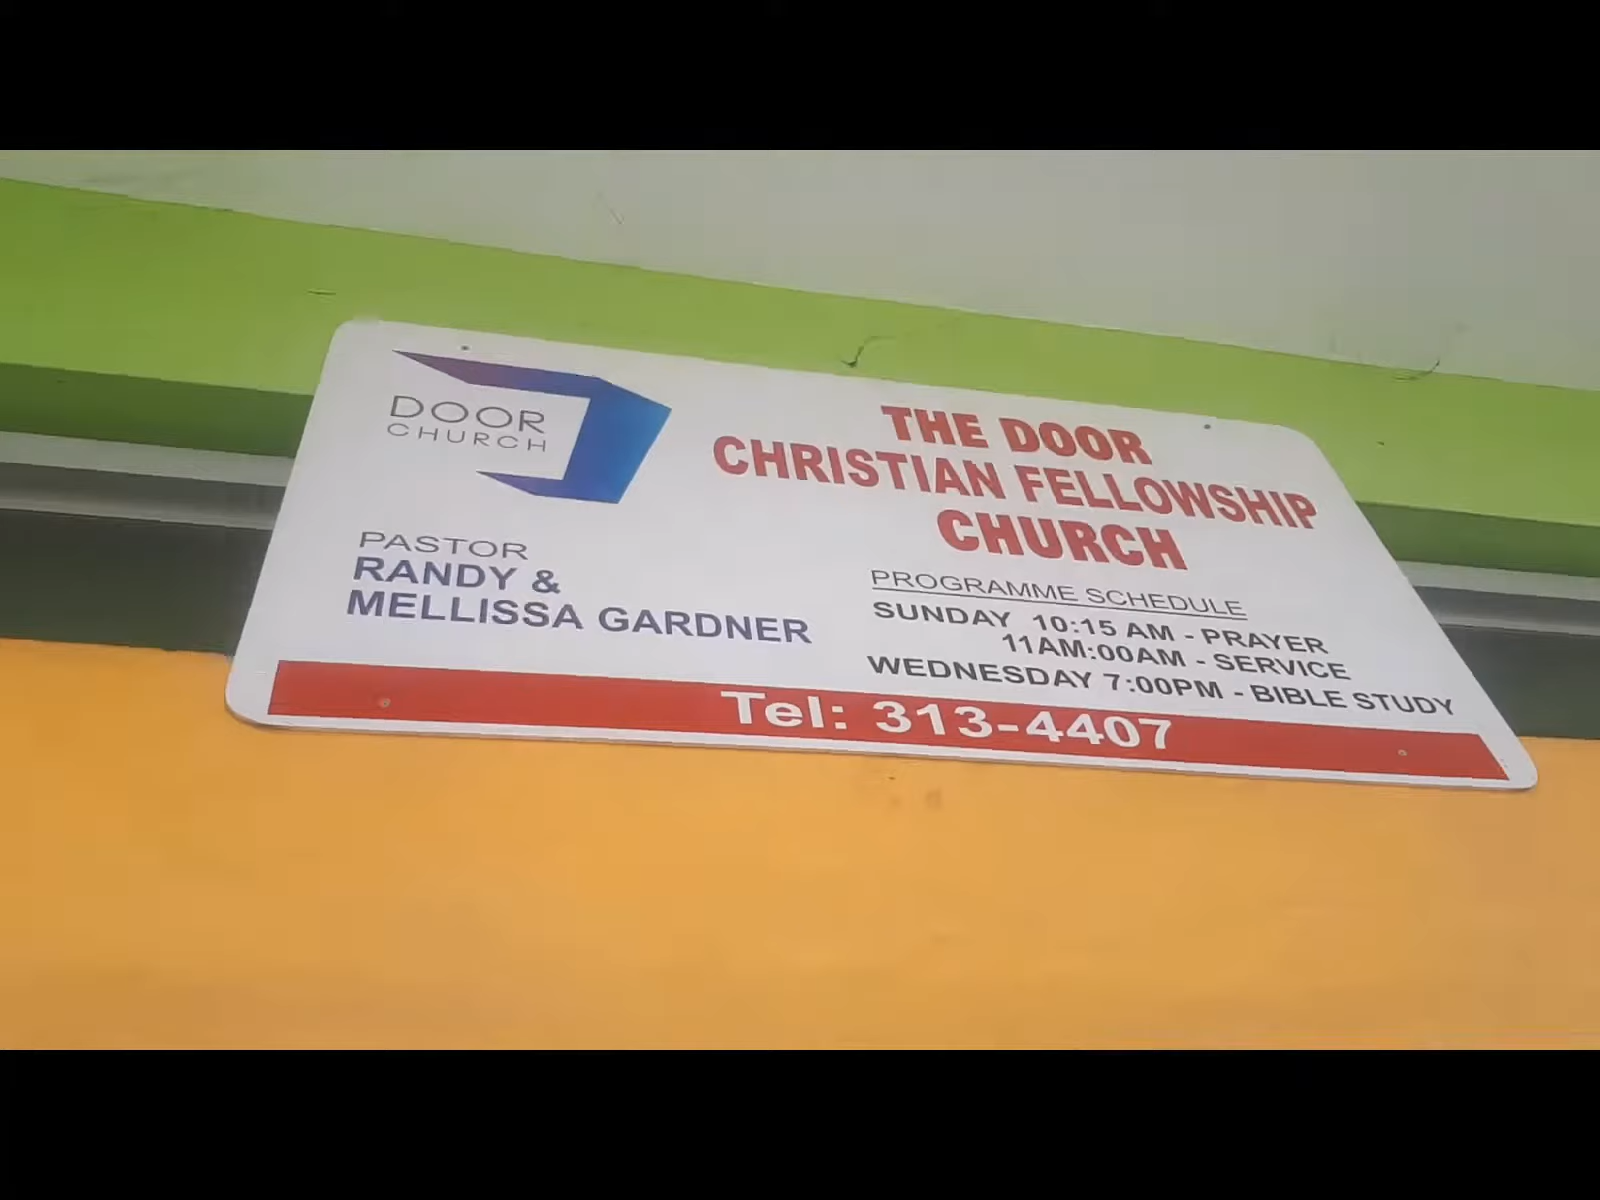 DOOR
CHURCH
THE DOOR
CHRISTIAN FELLOWSHIP
CHURCH
PASTOR
RANDY &
MELLISSA GARDNER
PROGRAMME SCHEDULE
SUNDAY 10:15 AM - PRAYER
11AM:00AM - SERVICE
WEDNESDAY 7:00PM - BIBLE STUDY
Tel: 313-4407